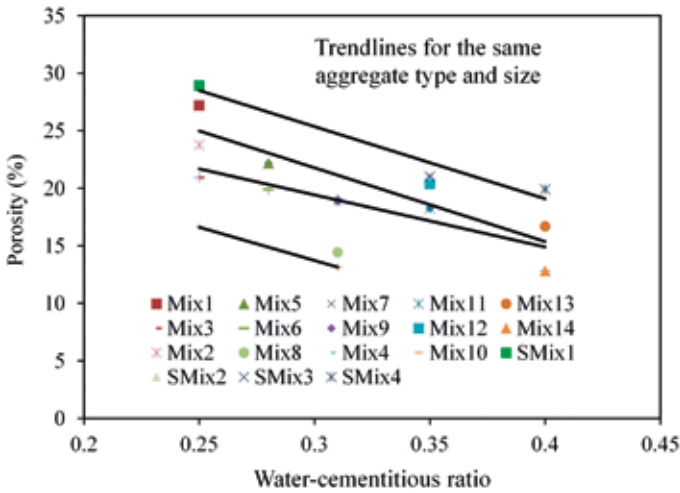 35
30
25
20
15
10
5
0
Porosity (%)
Trendlines for the same
aggregate type and size
Mix1 Mix5 Mix7 Mix11 Mix13
Mix3 Mix6 Mix9 Mix12 Mix14
Mix2 Mix8 Mix4 Mix10 SMix1
SMix2 SMix3 SMix4
0.2 0.25 0.3 0.35 0.4 0.45
Water-cementitious ratio